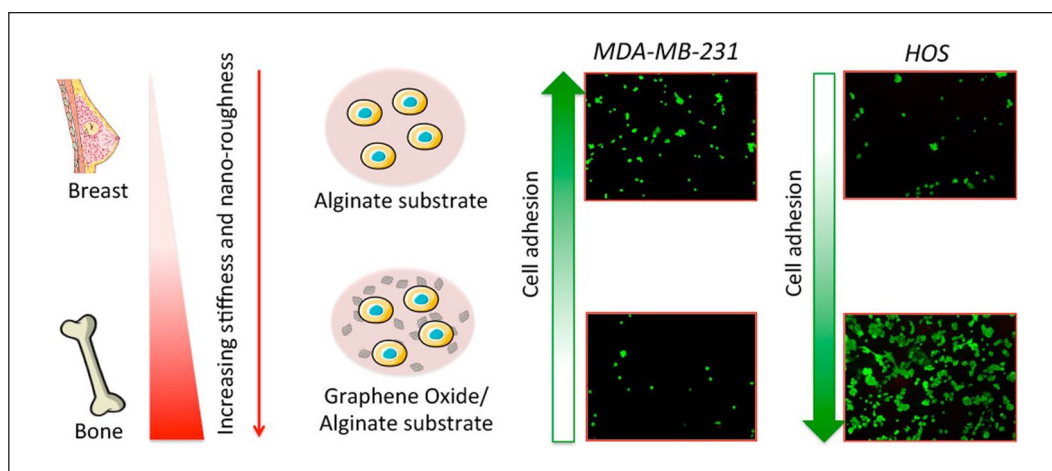 MDA-MB-231
HOS
Breast
Increasing stiffness and nano-roughness
Alginate substrate
Cell adhesion
Cell adhesion
Bone
Graphene Oxide/
Alginate substrate